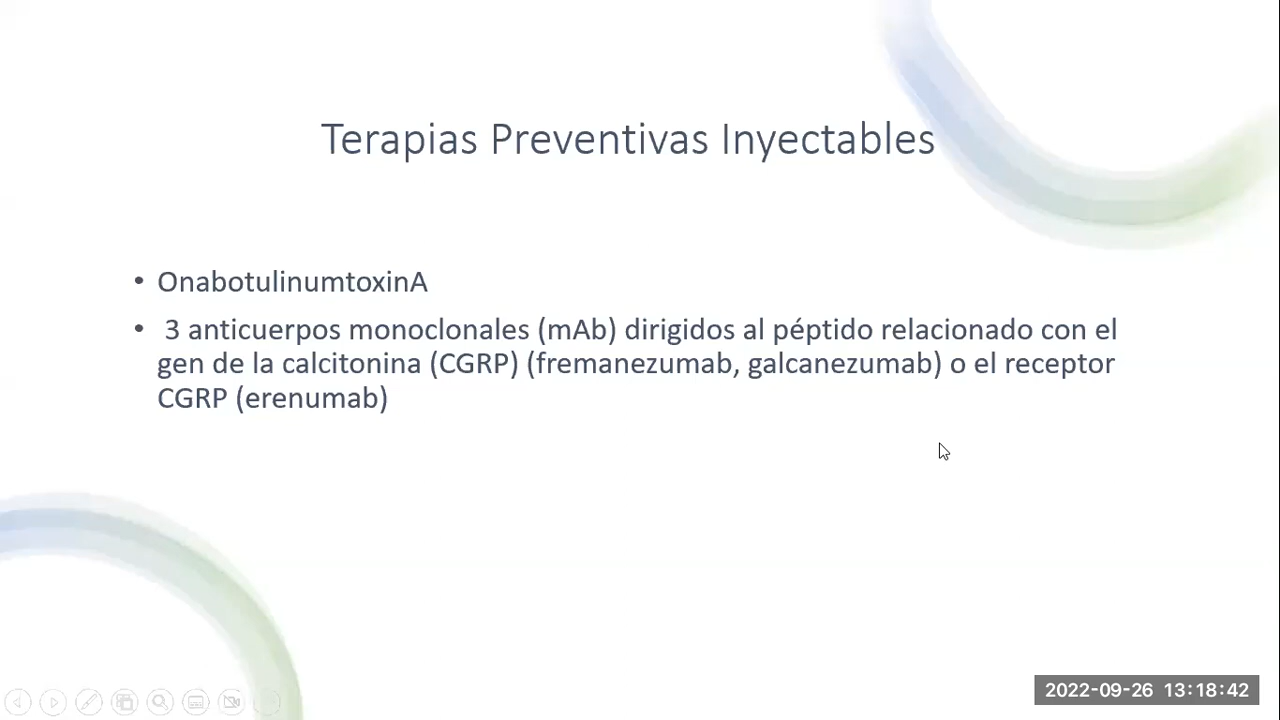 Terapias Preventivas Inyectables
• OnabotulinumtoxinA
• 3 anticuerpos monoclonales (mAb) dirigidos al péptido relacionado con el
gen de la calcitonina (CGRP) (fremanezumab, galcanezumab) o el receptor
CGRP (erenumab)
2022-09-26 13:18:42